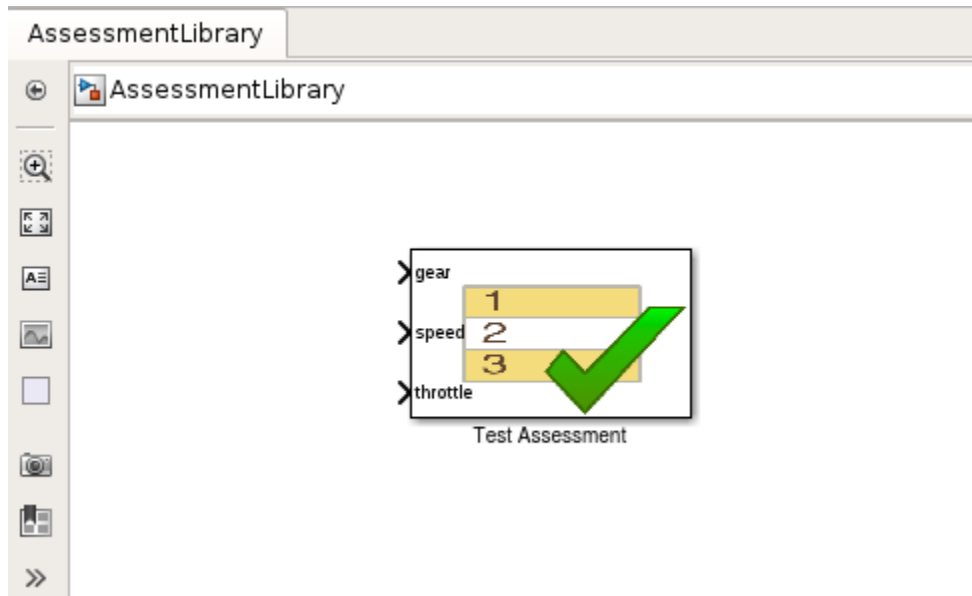 AssessmentLibrary
AssessmentLibrary
A
gear
1
speed 2
3
throttle
Test Assessment